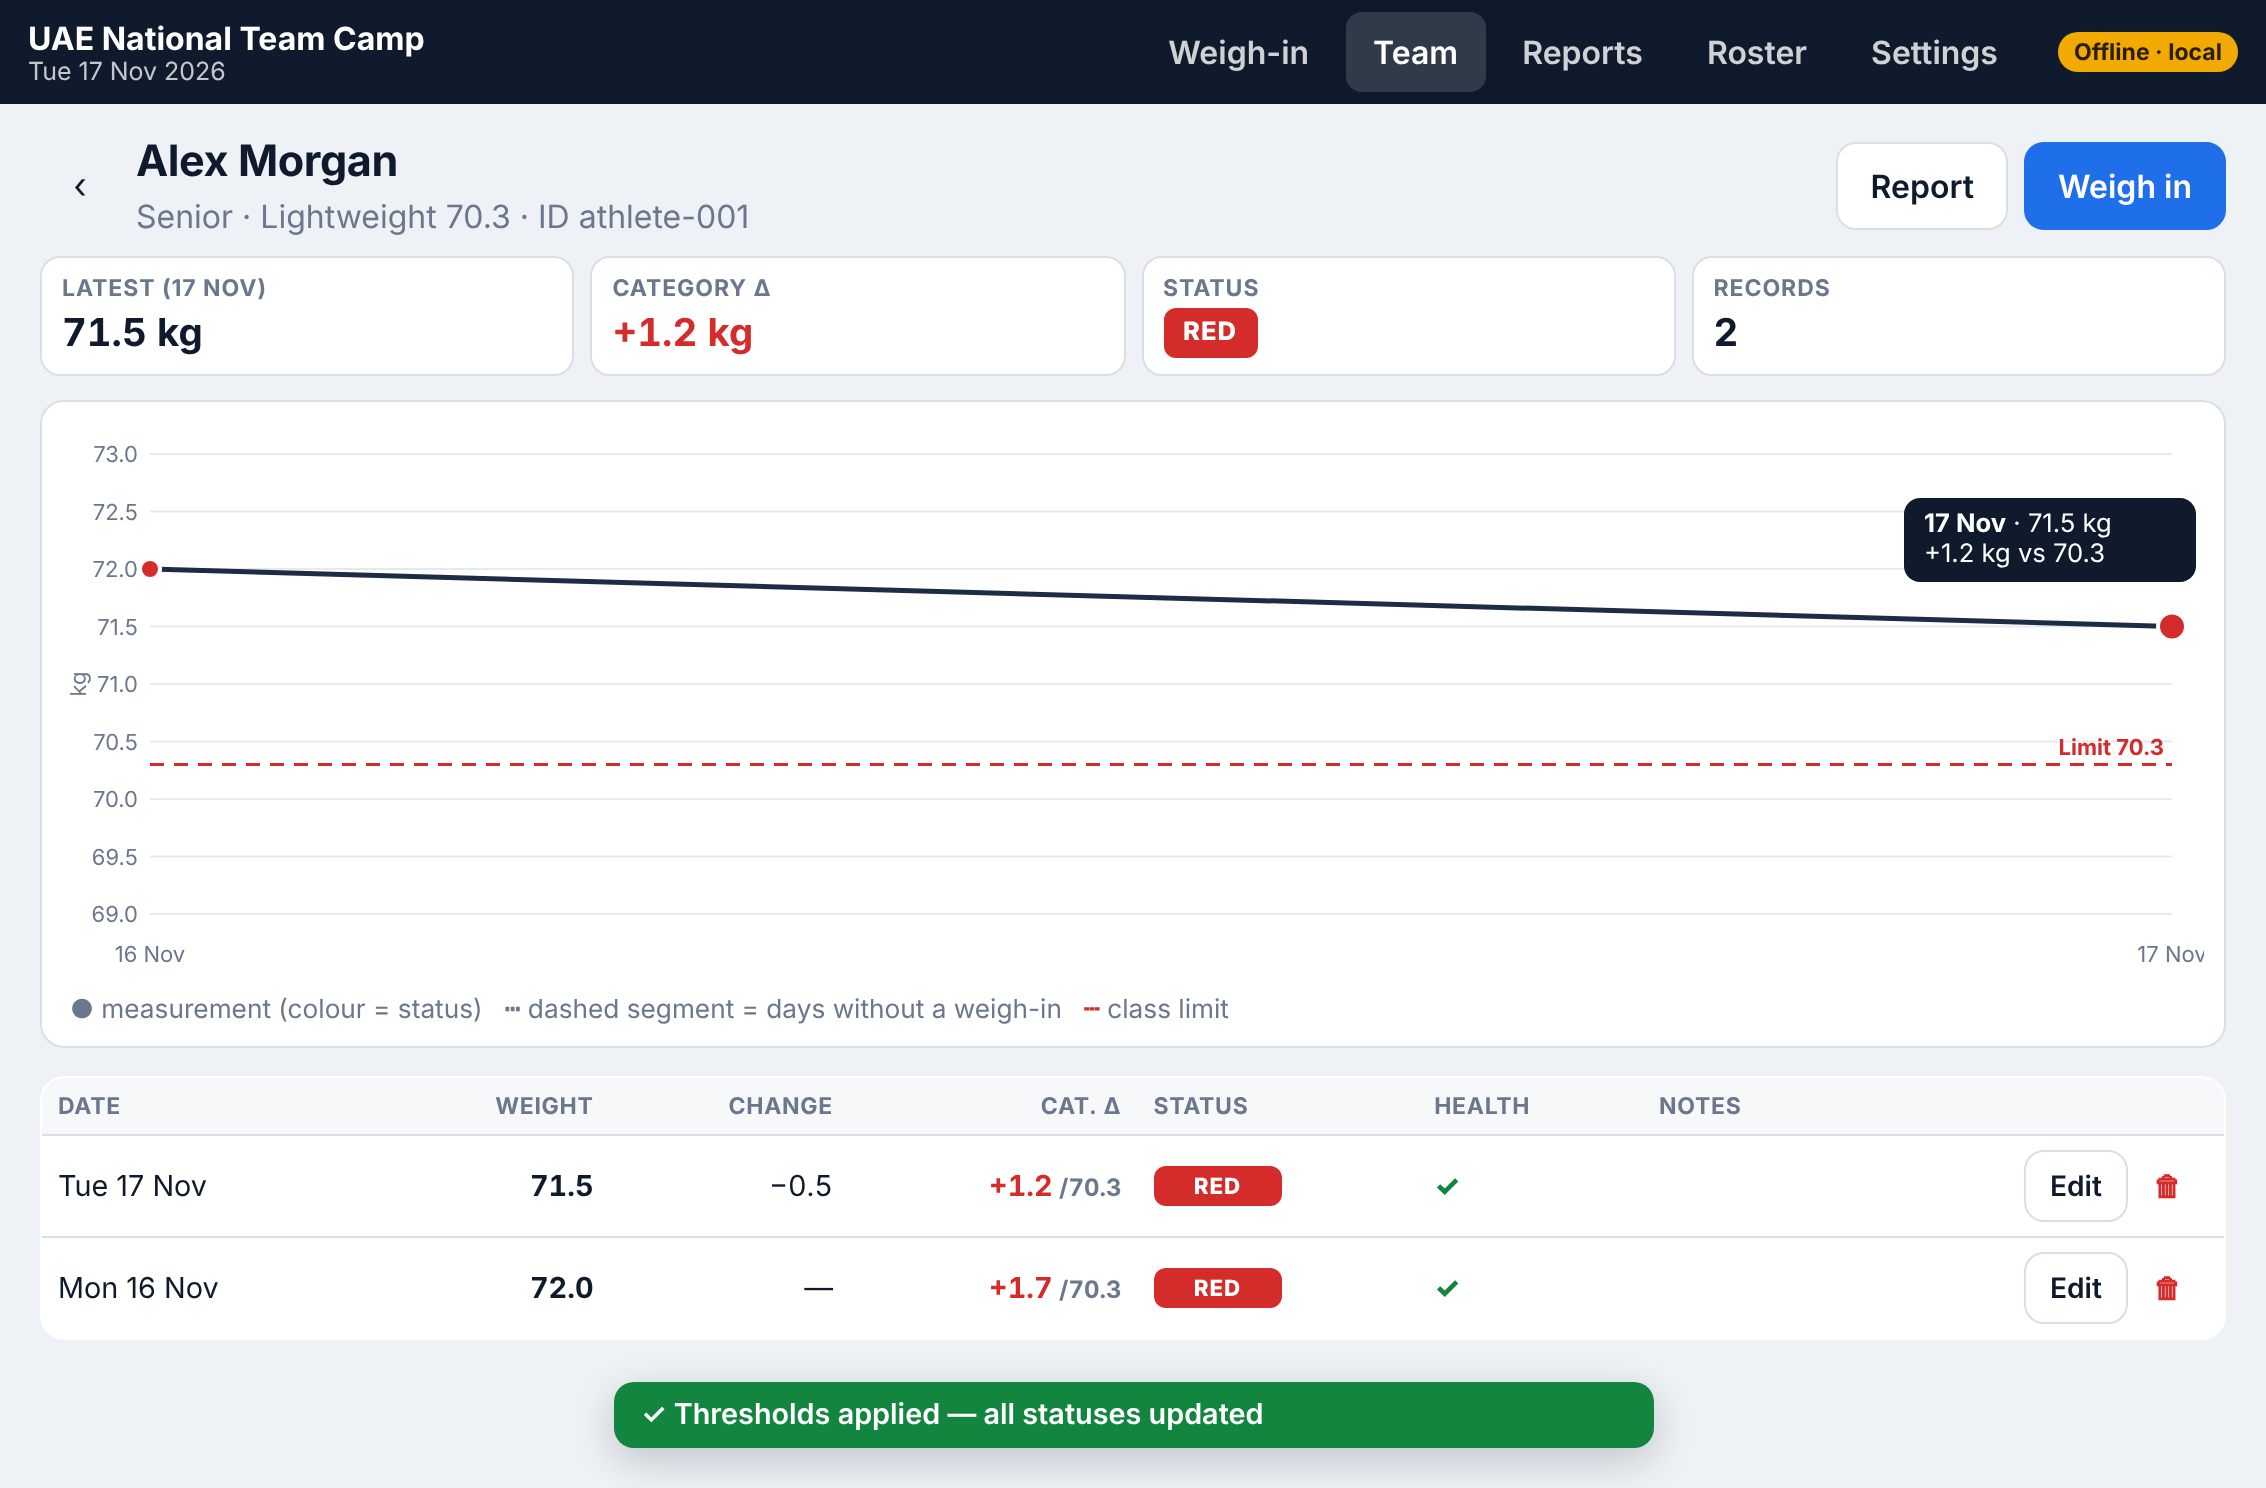 UAE National Team Camp
Tue 17 Nov 2026
Weigh-in Team Reports Roster Settings Offline · local
‹
Alex Morgan
Senior · Lightweight 70.3 · ID athlete-001
Report Weigh in
LATEST (17 NOV)
71.5 kg
CATEGORY Δ
+1.2 kg
STATUS
RED
RECORDS
2
73.0
72.5
72.0
71.5
71.0
70.5
70.0
69.5
69.0
kg
17 Nov · 71.5 kg
+1.2 kg vs 70.3
Limit 70.3
16 Nov 17 Nov
measurement (colour = status) dashed segment = days without a weigh-in class limit
DATE WEIGHT CHANGE CAT. Δ STATUS HEALTH NOTES
Tue 17 Nov 71.5 −0.5 +1.2 /70.3 RED ✓ Edit
Mon 16 Nov 72.0 — +1.7 /70.3 RED ✓ Edit
✓ Thresholds applied — all statuses updated